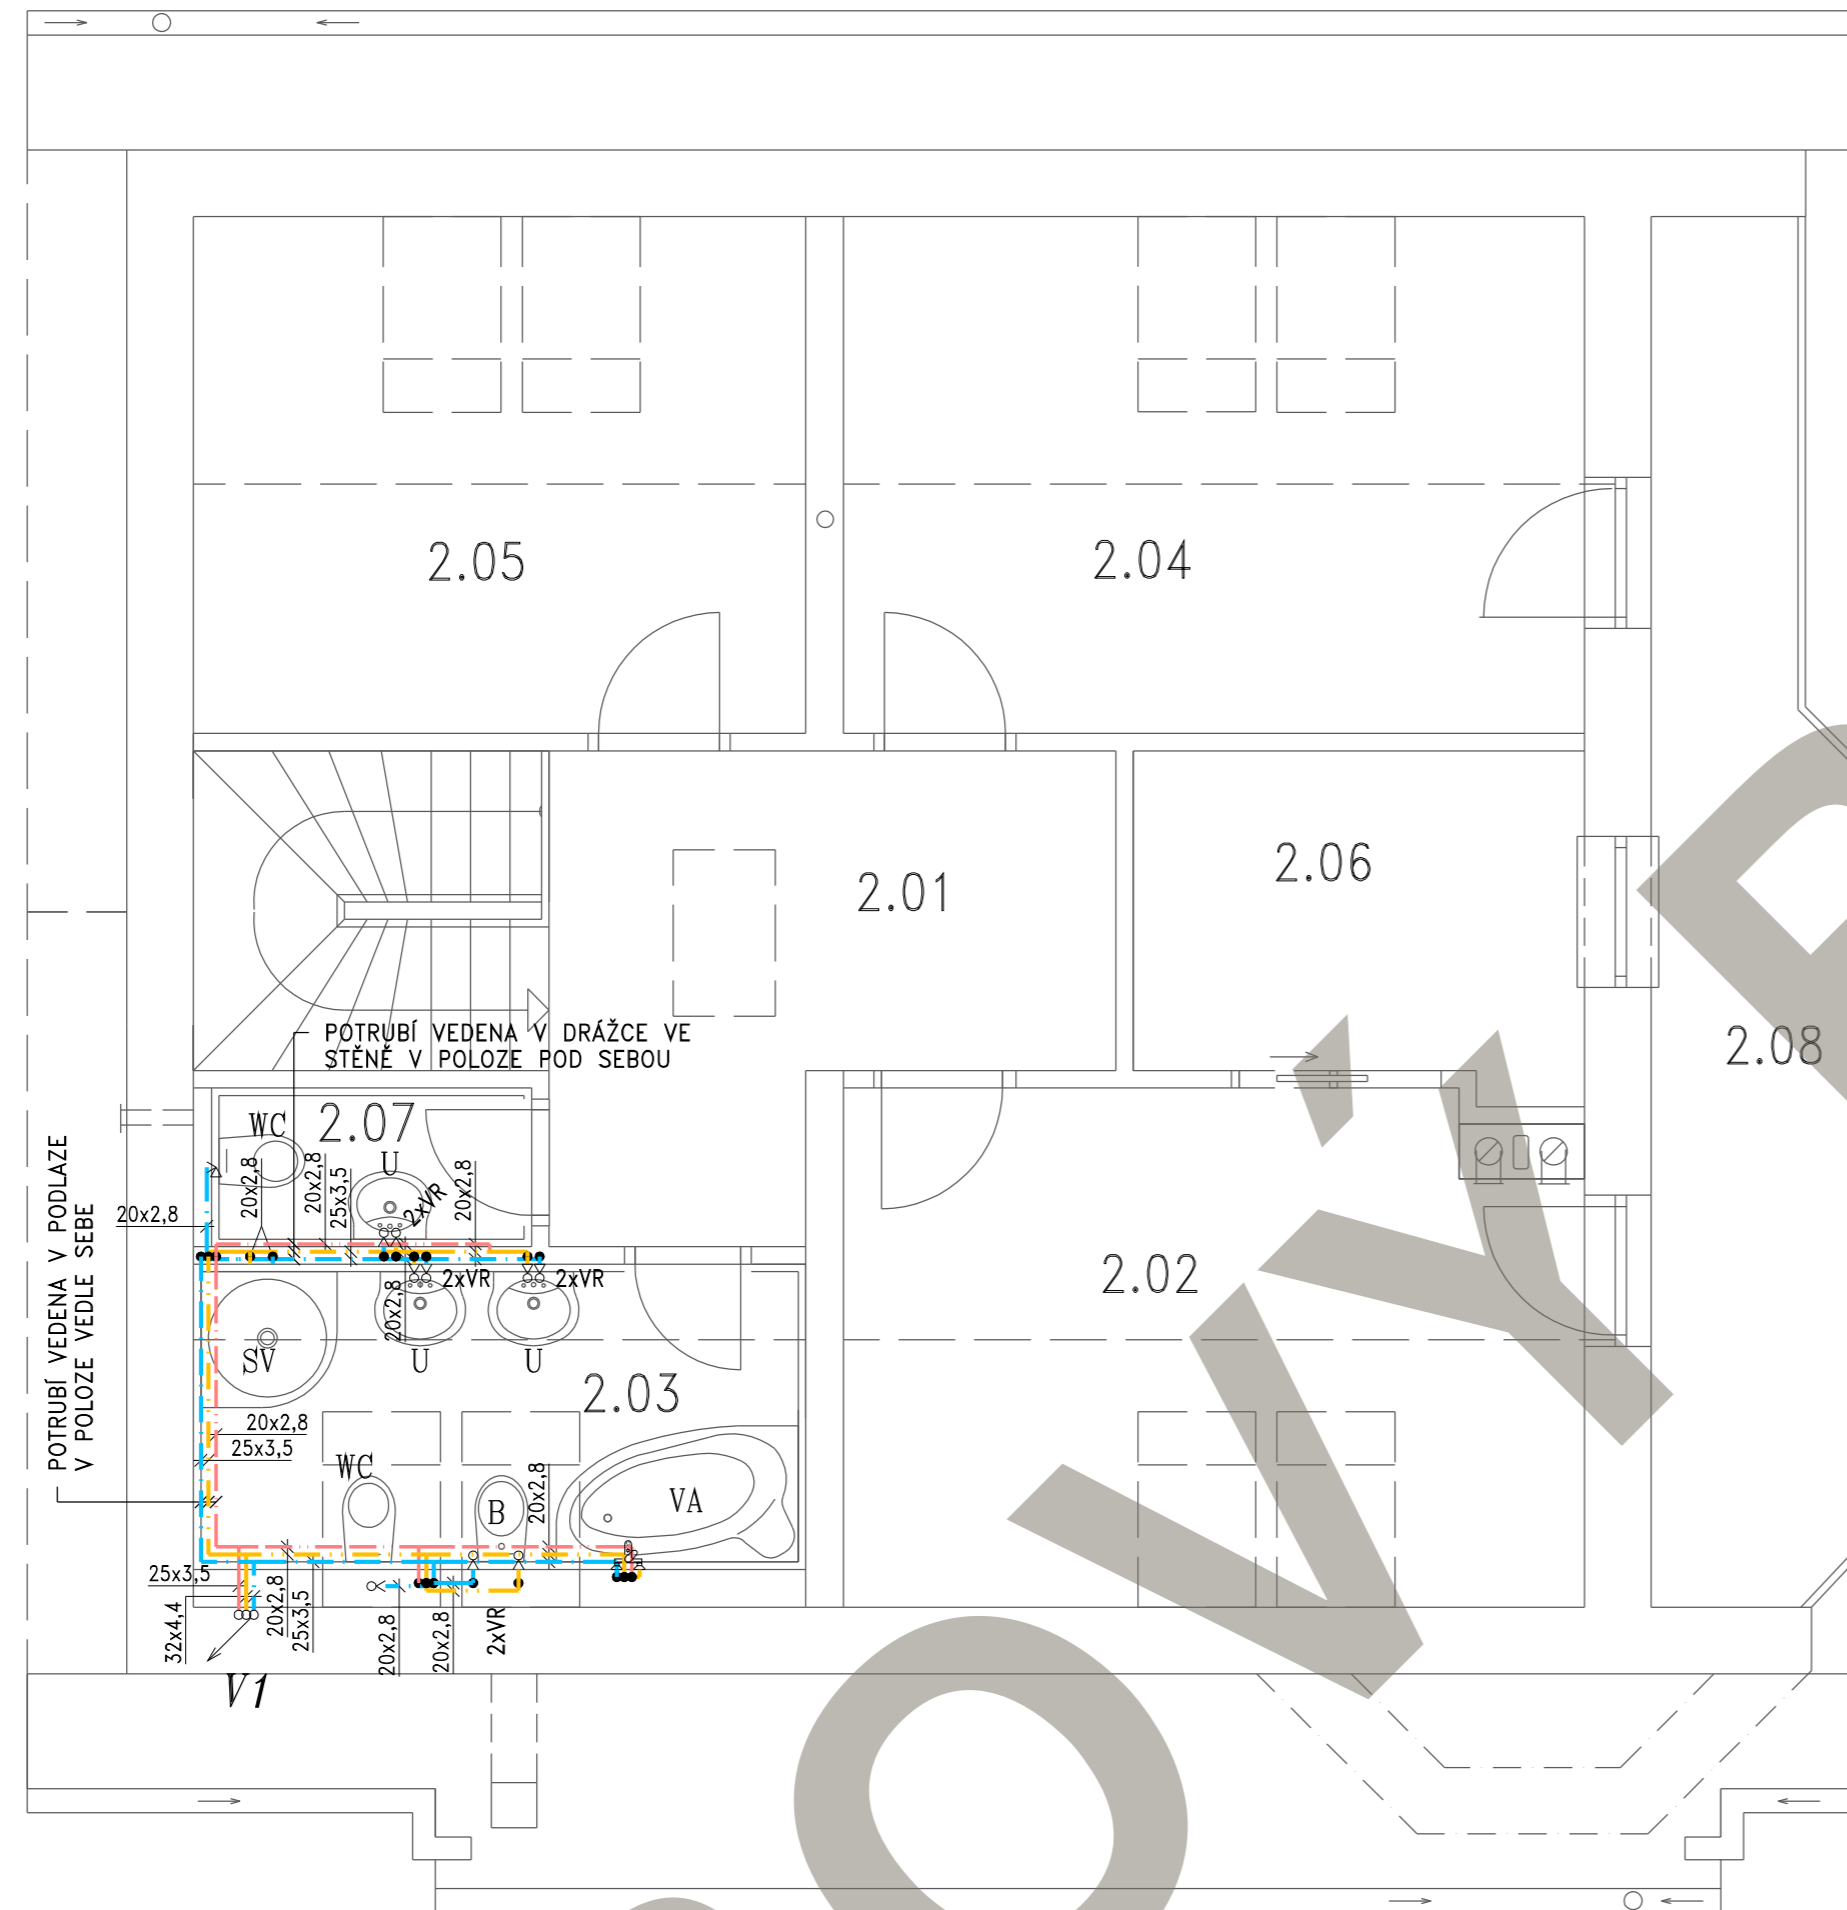 2.05
2.04
2.01
2.06
2.08
POTRUBÍ VEDENA V DRÁŽCE VE
STĚNĚ V POLOZE POD SEBOU
WC
2.07
U
POTRUBÍ VEDENA V PODLAZE
V POLOZE VEDLE SEBE
20x2,8
20x2,8
20x2,8
25x3,5
2xVR
20x2,8
2xVR
2xVR
20x2,8
2.02
SV
U
U
2.03
20x2,8
25x3,5
WC
B
20x2,8
VA
25x3,5
32x4,4
20x2,8
25x3,5
20x2,8
20x2,8
2xVR
V1